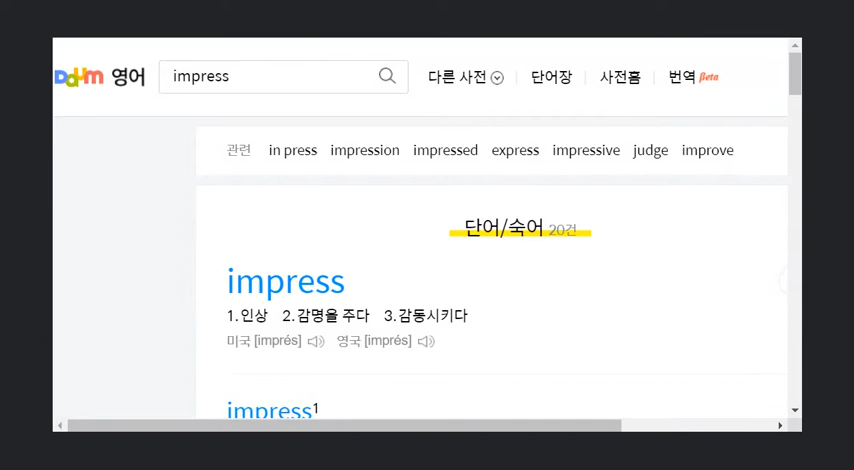 Daum 영어 impress 다른 사전 단어장 사전홈 번역 Beta
관련 in press impression impressed express impressive judge improve
단어/숙어 20건
impress
1.인상 2.감명을 주다 3.감동시키다
미국 [imprés] 영국 [imprés]
impress1